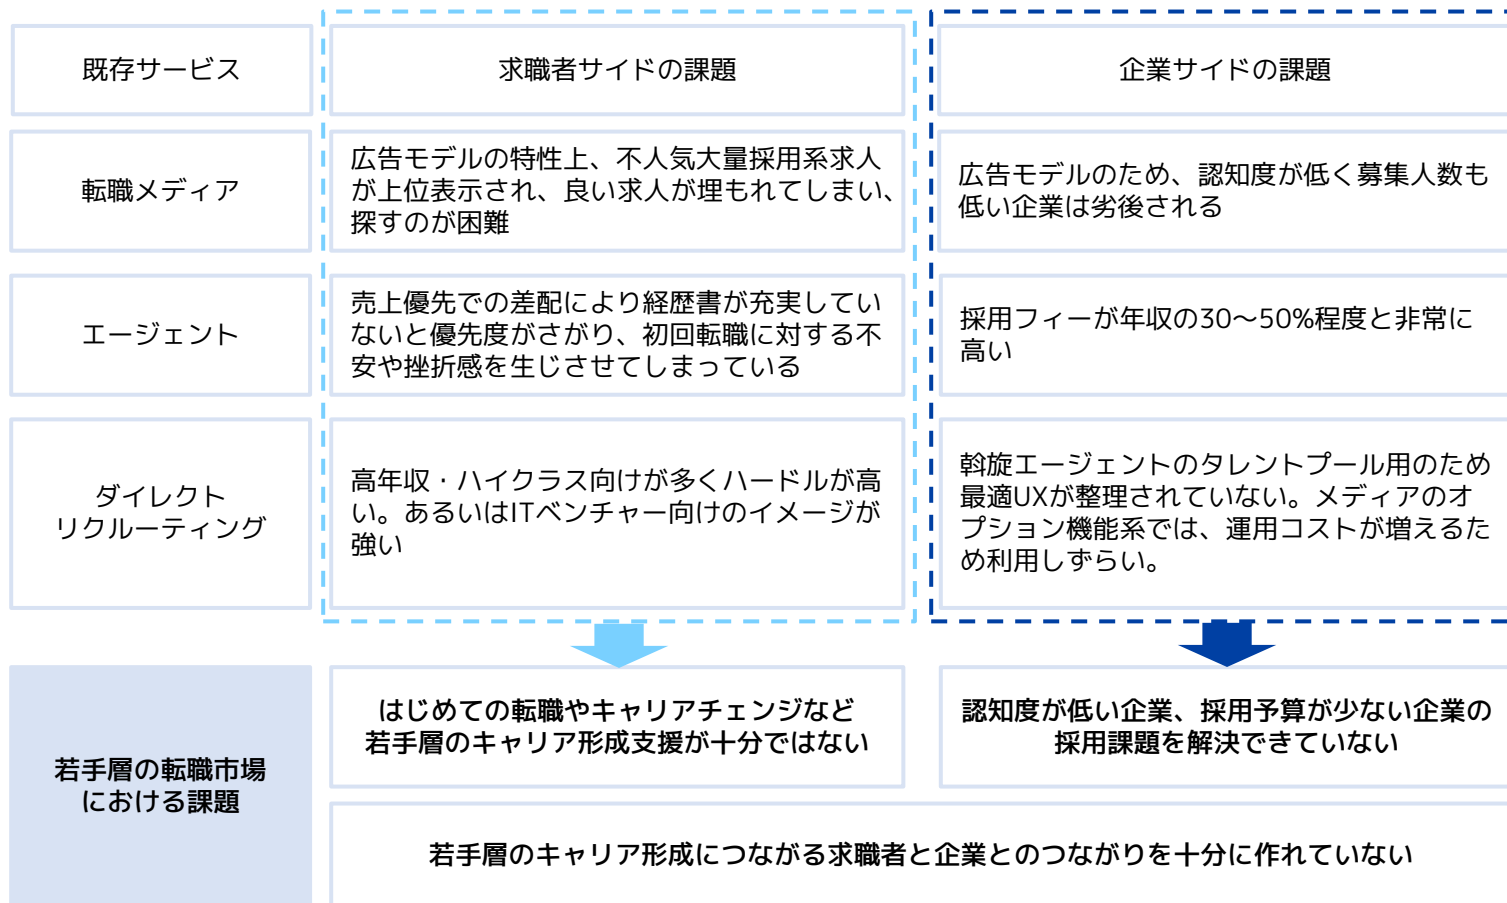 既存サービス
求職者サイドの課題
企業サイドの課題
転職メディア
広告モデルの特性上、不人気大量採用系求人
が上位表示され、良い求人が埋もれてしまい、
探すのが困難
広告モデルのため、認知度が低く募集人数も
低い企業は劣後される
エージェント
売上優先での差配により経歴書が充実してい
ないと優先度がさがり、初回転職に対する不
安や挫折感を生じさせてしまっている
採用フィーが年収の30～50%程度と非常に
高い
ダイレクト
リクルーティング
高年収・ハイクラス向けが多くハードルが高
い。あるいはITベンチャー向けのイメージが
強い
斡旋エージェントのタレントプール用のため
最適UXが整理されていない。メディアのオ
プション機能系では、運用コストが増えるた
め利用しずらい。
若手層の転職市場
における課題
はじめての転職やキャリアチェンジなど
若手層のキャリア形成支援が十分ではない
認知度が低い企業、採用予算が少ない企業の
採用課題を解決できていない
若手層のキャリア形成につながる求職者と企業とのつながりを十分に作れていない